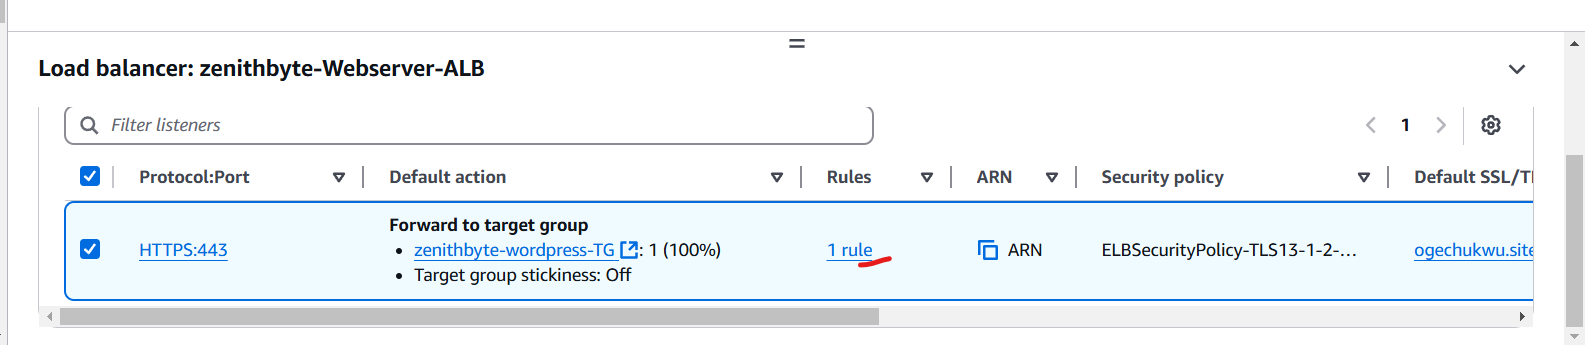 Load balancer: zenithbyte-Webserver-ALB
Filter listeners
1
Protocol:Port Default action Rules ARN Security policy Default SSL/TL
Forward to target group
HTTPS:443 • zenithbyte-wordpress-TG : 1 (100%) 1 rule ARN ELBSecurityPolicy-TLS13-1-2-... ogechukwu.site
• Target group stickiness: Off